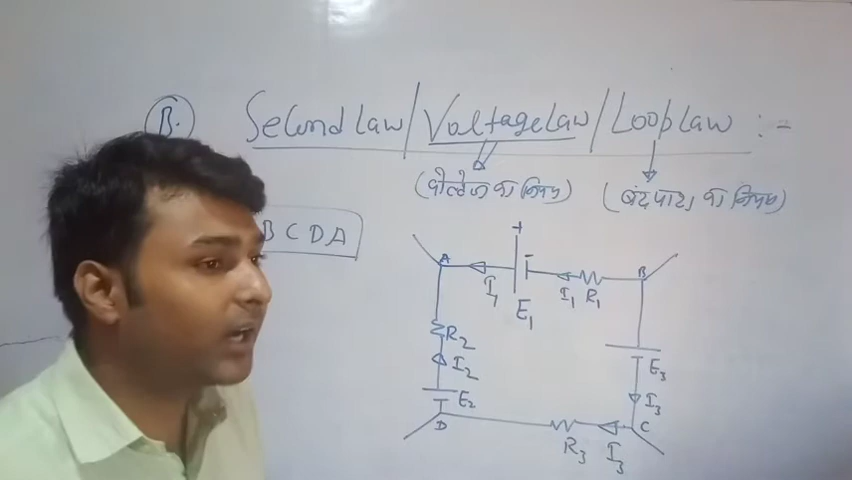 B. Second Law / Voltage Law / Loop Law :-
(वोल्टेज का नियम) (बंद पाश का नियम)
B C D A
A + - B
I1 E1 I1 R1
R2
I2 E3
E2 I3
D C
R3 I3